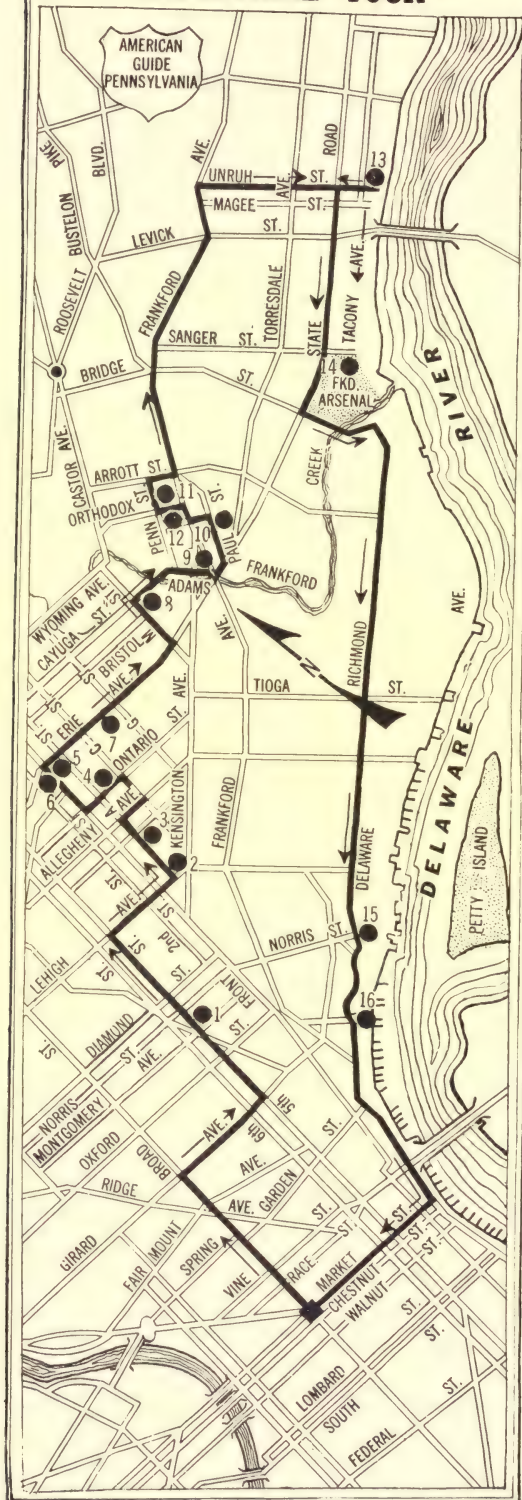 AMERICAN
GUIDE
PENNSYLVANIA
PIKE
BLVD.
BUSTELON
ROOSEVELT
AVE.
ROAD
13
UNRUH ST.
AVE.
MAGEE ST.
LEVICK ST.
FRANKFORD
TORRESDALE
STATE
TACONY AVE.
SANGER ST.
BRIDGE ST.
14
FKD.
ARSENAL
RIVER
CREEK
CASTOR AVE.
ARROTT ST.
ORTHODOX ST.
11
12
10
9
PENN
PAUL ST.
FRANKFORD
ADAMS
AVE.
8
WYOMING AVE.
CAYUGA ST.
BRISTOL
M
N
AVE.
TIOGA ST.
RICHMOND
AVE.
ERIE AVE.
G
C
ST.
7
5
6
4
ONTARIO
A
AVE.
ALLEGHENY
3
KENSINGTON
2
FRANKFORD
DELAWARE
DELAWARE
PETTY ISLAND
AVE.
2nd
ST.
FRONT
ST.
NORRIS ST.
15
16
1
LEHIGH
ST.
DIAMOND
ST.
AVE.
NORRIS
MONTGOMERY
OXFORD
BROAD
AVE.
5th
6th
ST.
RIDGE
AVE.
AVE.
GARDEN
ST.
GIRARD
FAIR MOUNT
SPRING
VINE
RACE
ST.
MARKET
ST.
CHESTNUT
ST.
WALNUT
ST.
LOMBARD
SOUTH
ST.
FEDERAL
ST.